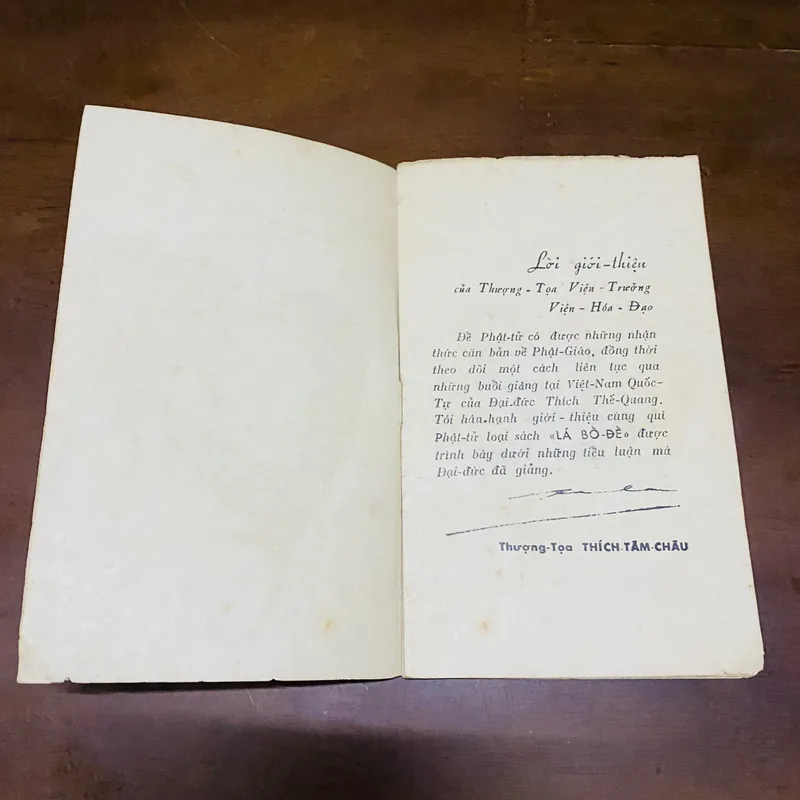 Lời giới-thiệu
của Thượng-Tọa Viện-Trưởng
Viện-Hóa-Đạo
Để Phật-tử có được những nhận
thức căn bản về Phật-Giáo, đồng thời
theo dõi một cách liên tục qua
những buổi giảng tại Việt-Nam Quốc-
Tự của Đại-đức Thích Thế-Quang.
Tôi hân-hạnh giới-thiệu cùng quí
Phật-tử loại sách «LÁ BỒ-ĐỀ» được
trình bày dưới những tiểu luận mà
Đại-đức đã giảng.
Thượng-Tọa THÍCH-TÂM-CHÂU